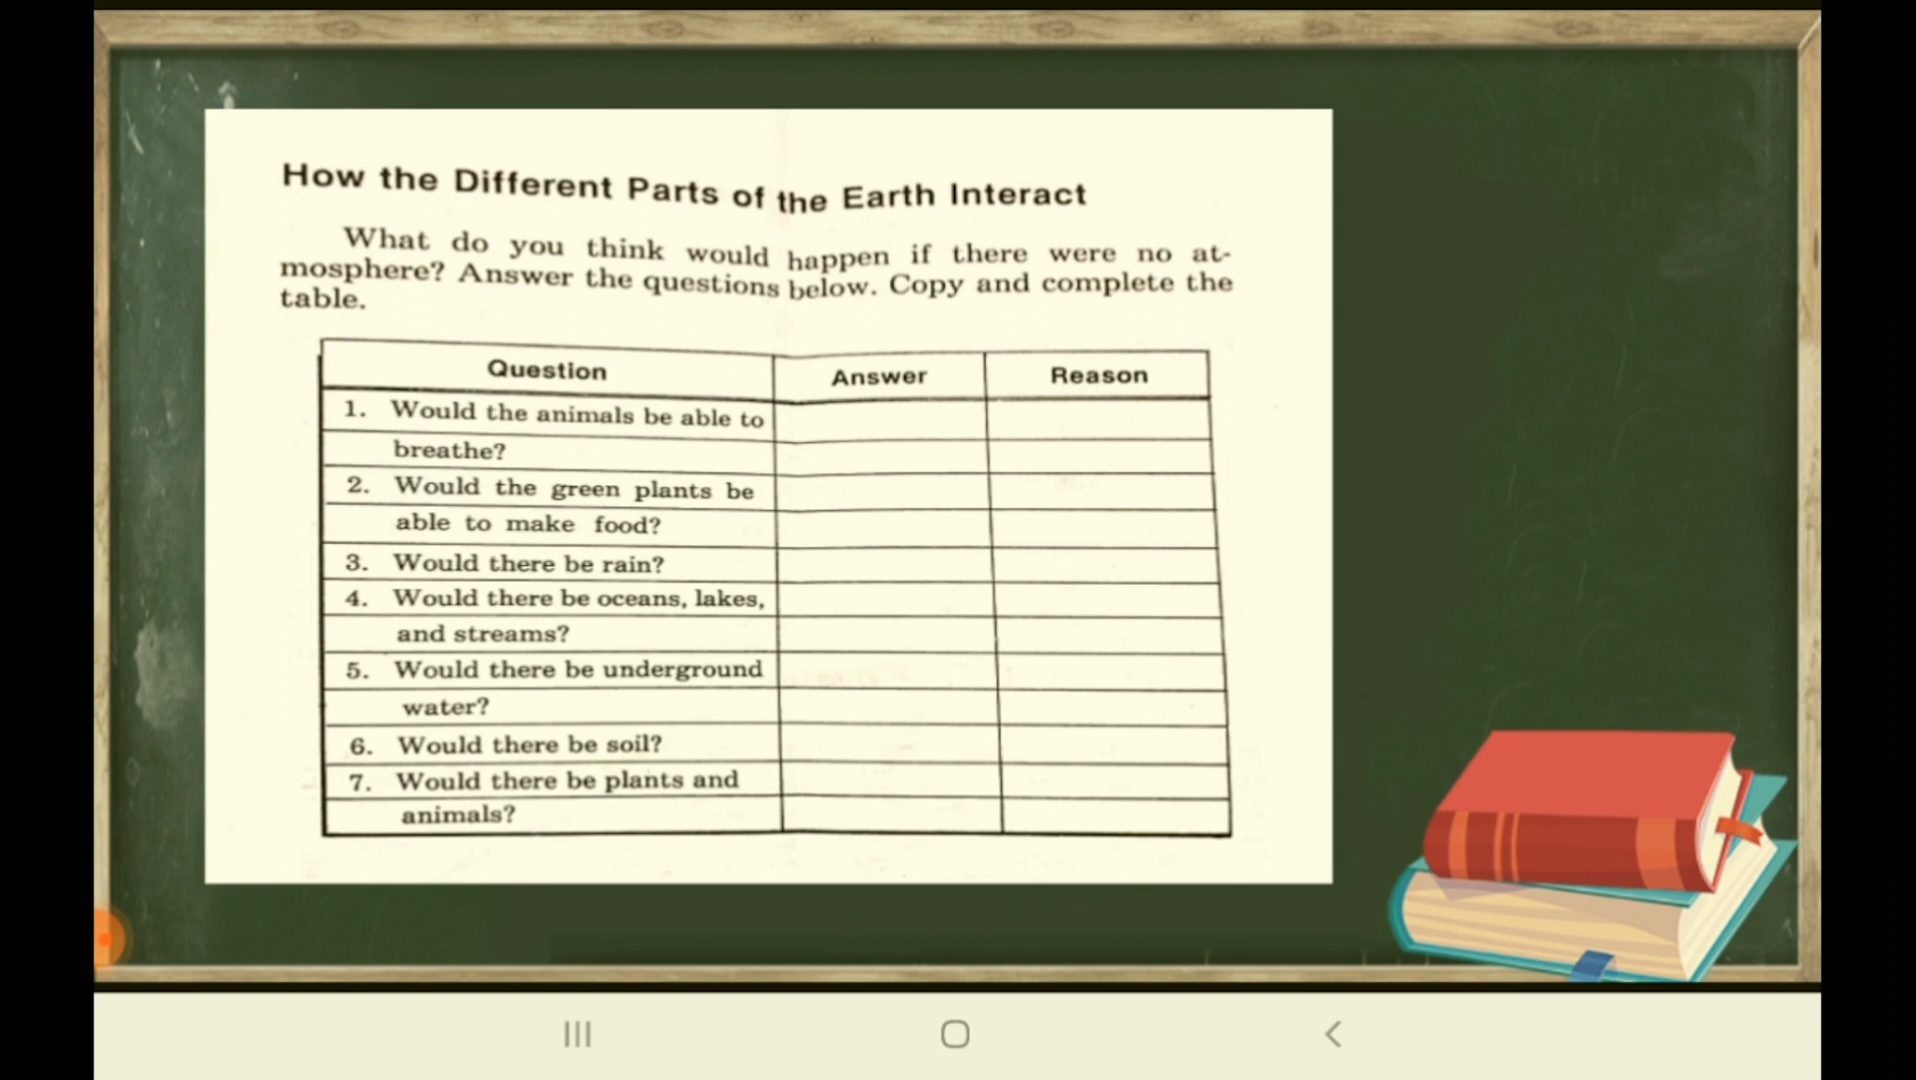 How the Different Parts of the Earth Interact
What do you think would happen if there were no at-
mosphere? Answer the questions below. Copy and complete the
table.
Question Answer Reason
1. Would the animals be able to
breathe?
2. Would the green plants be
able to make food?
3. Would there be rain?
4. Would there be oceans, lakes,
and streams?
5. Would there be underground
water?
6. Would there be soil?
7. Would there be plants and
animals?